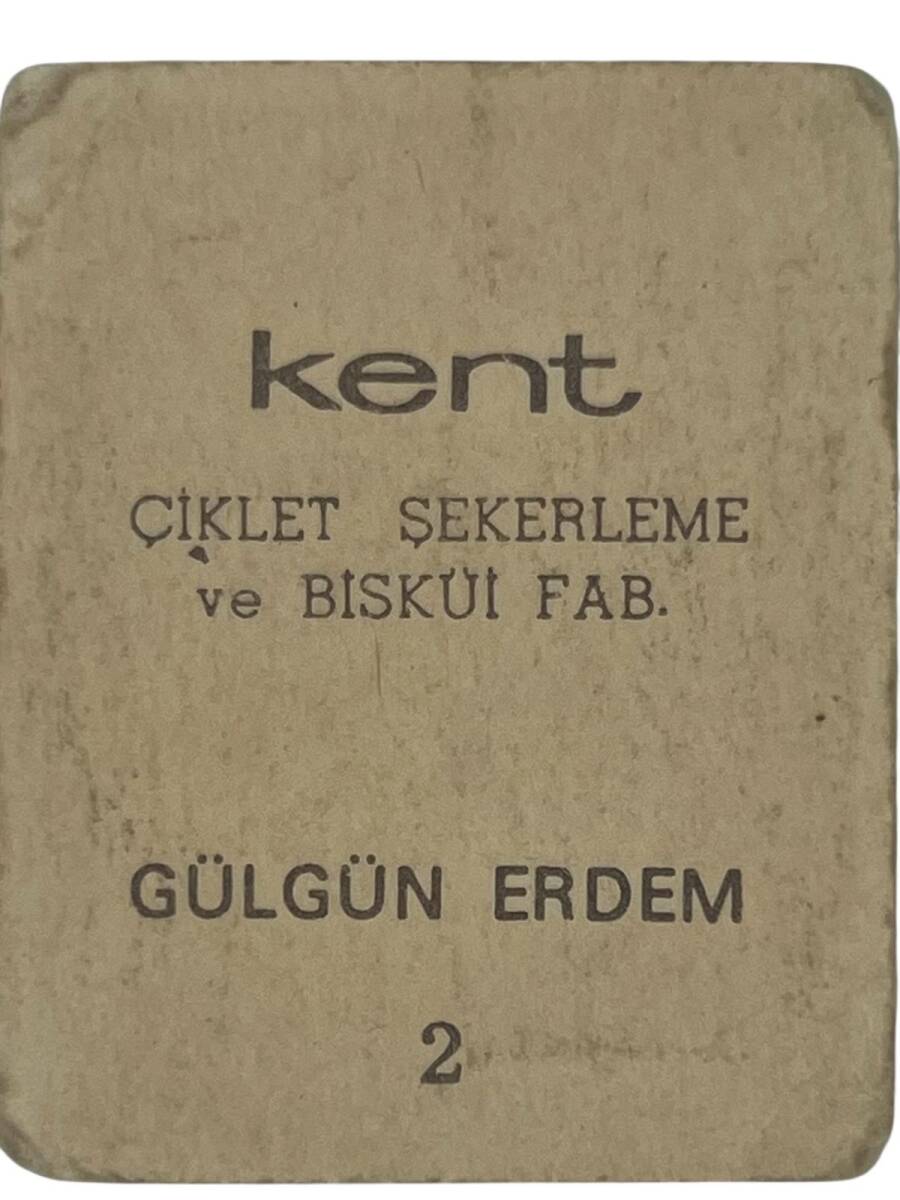 kent
ÇİKLET ŞEKERLEME
ve BİSKÜİ FAB.
GÜLGÜN ERDEM
2